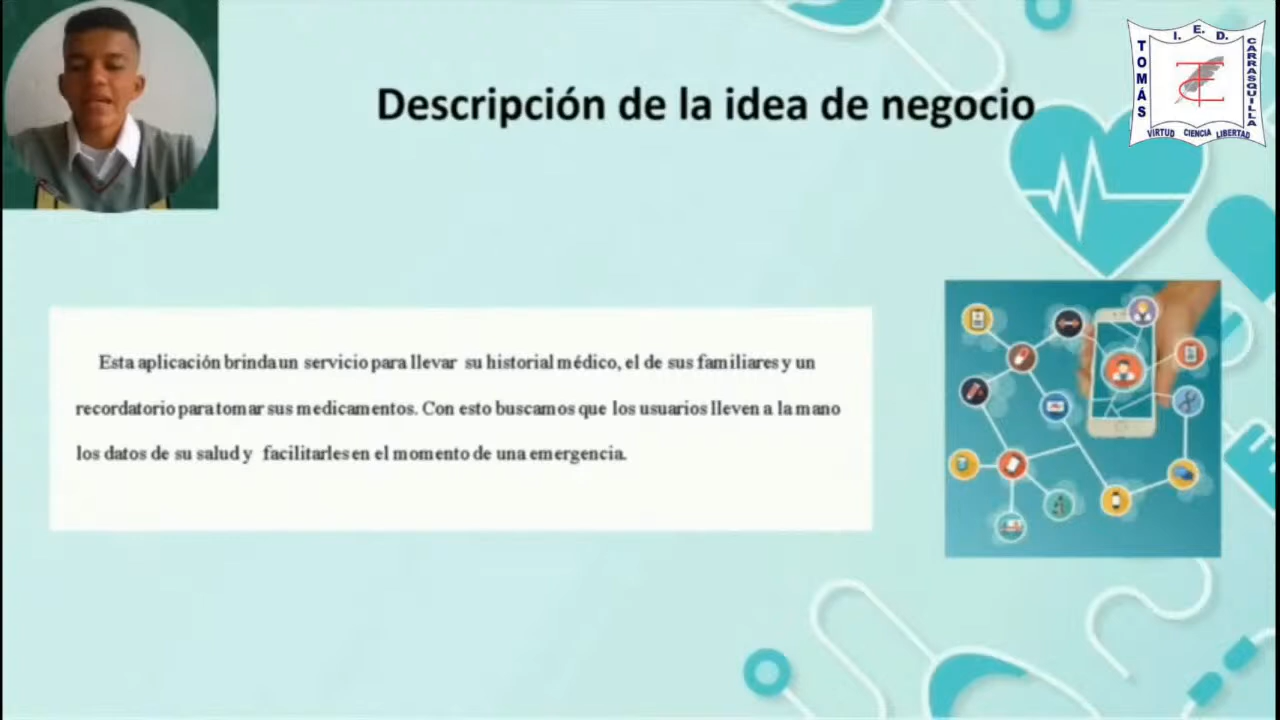 Descripción de la idea de negocio
I. E. D.
TOMÁS
CARRASQUILLA
TEC
VIRTUD CIENCIA LIBERTAD
Esta aplicación brinda un servicio para llevar su historial médico, el de sus familiares y un
recordatorio para tomar sus medicamentos. Con esto buscamos que los usuarios lleven a la mano
los datos de su salud y facilitarles en el momento de una emergencia.